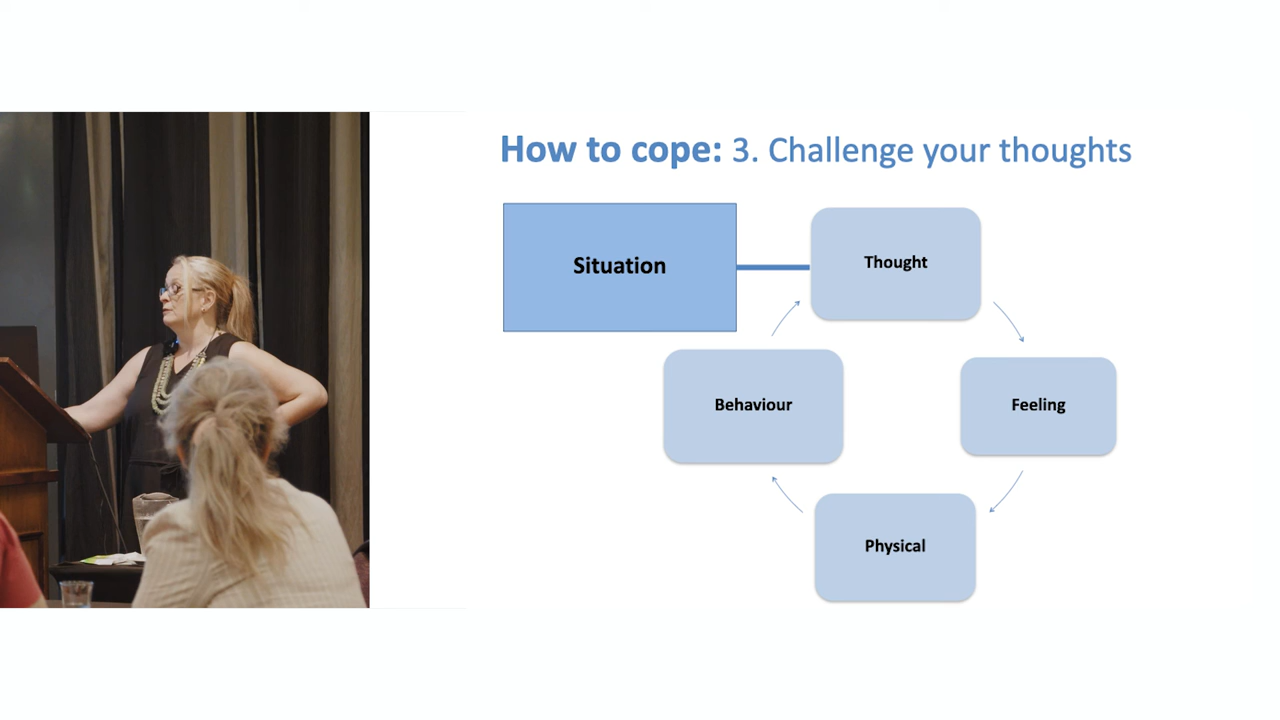 How to cope: 3. Challenge your thoughts
Situation
Thought
Behaviour
Feeling
Physical